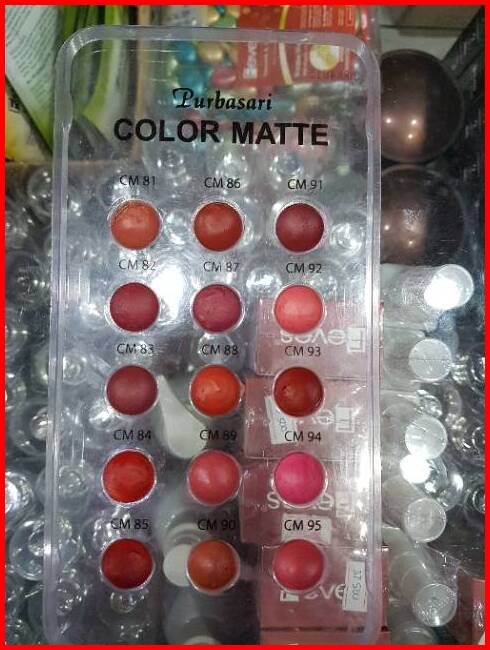 Purbasari
COLOR MATTE
CM 81 CM 86 CM 91
CM 82 CM 87 CM 92
CM 83 CM 88 CM 93
CM 84 CM 89 CM 94
CM 85 CM 90 CM 95
eves